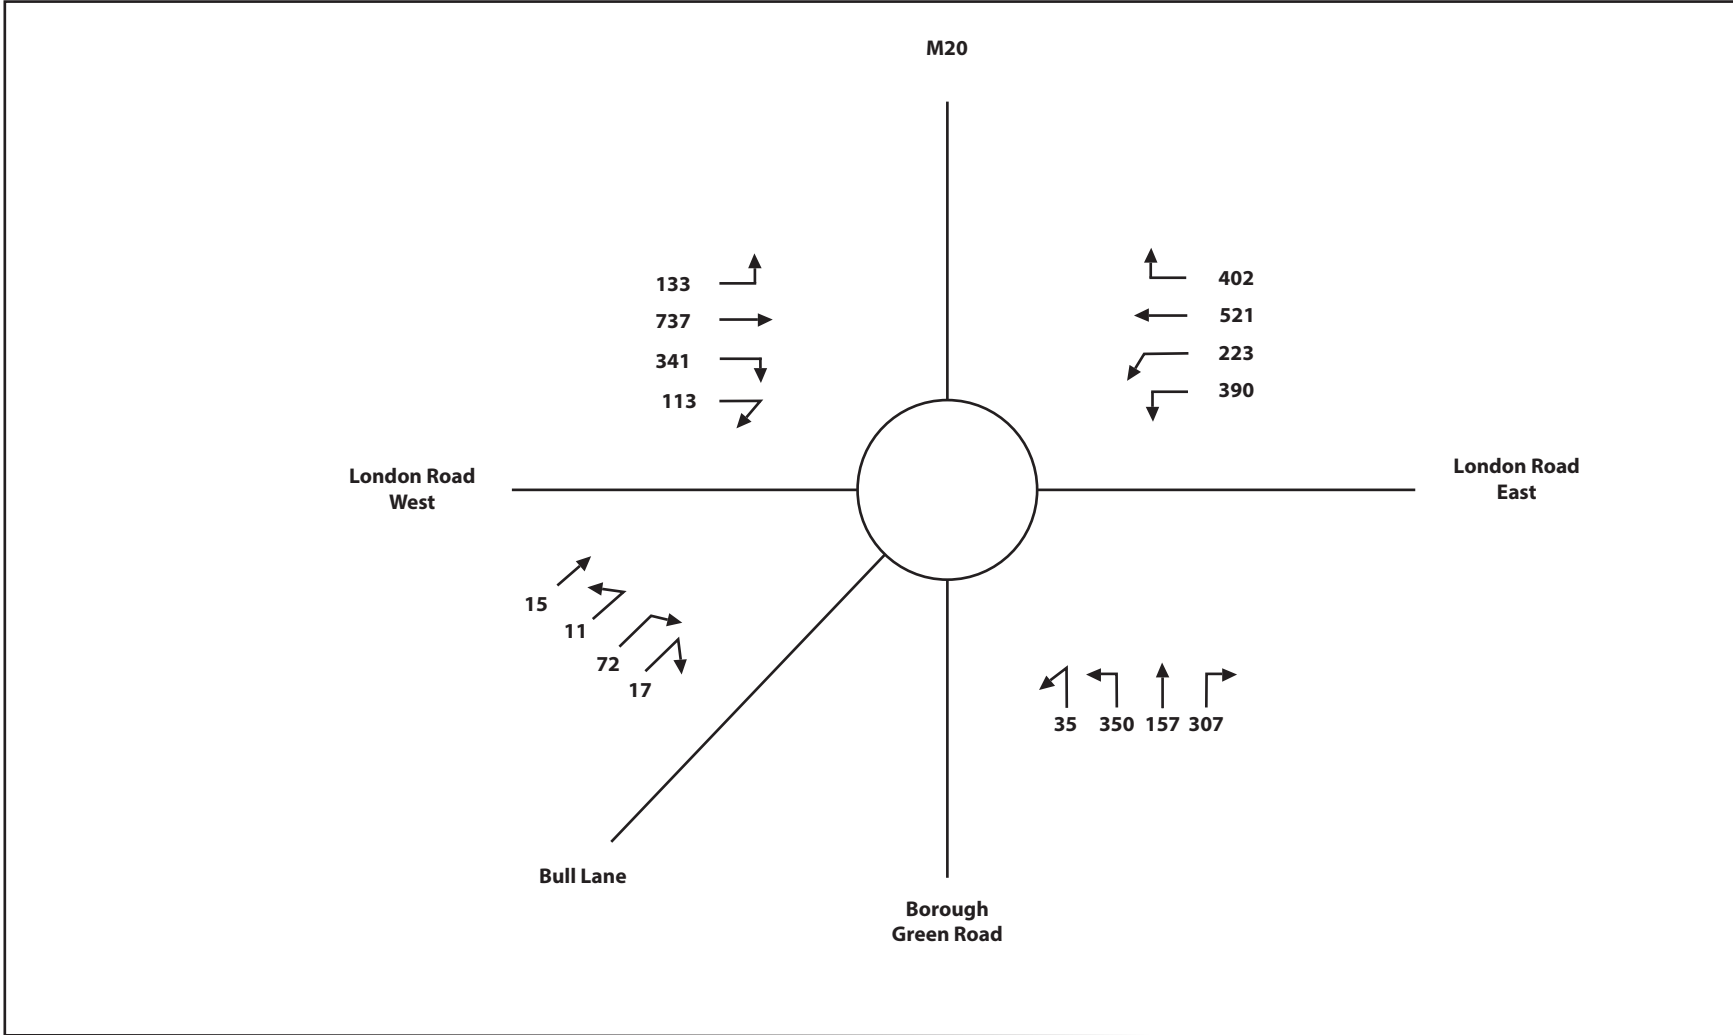 M20
133
737
341
113
402
521
223
390
London Road
West
London Road
East
15
11
72
17
35 350 157 307
Bull Lane
Borough
Green Road